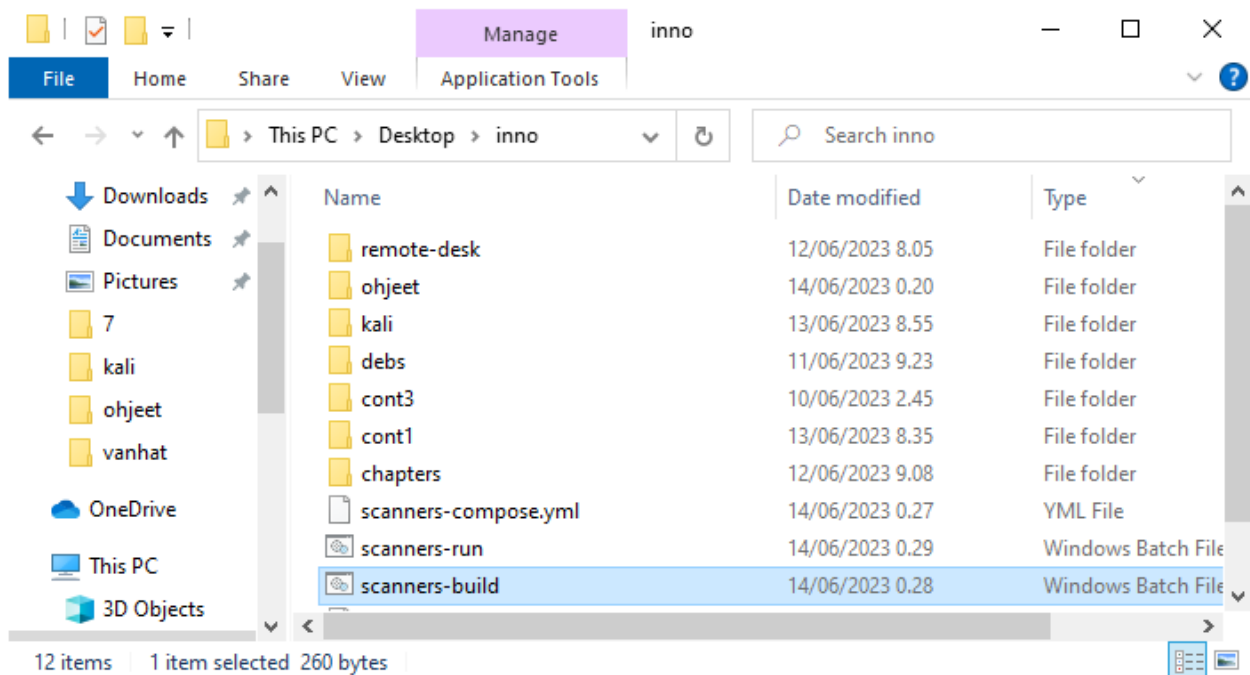 Manage inno
File Home Share View Application Tools ?
This PC > Desktop > inno Search inno
Downloads
Documents
Pictures
7
kali
ohjeet
vanhat
OneDrive
This PC
3D Objects
Name Date modified Type
remote-desk 12/06/2023 8.05 File folder
ohjeet 14/06/2023 0.20 File folder
kali 13/06/2023 8.55 File folder
debs 11/06/2023 9.23 File folder
cont3 10/06/2023 2.45 File folder
cont1 13/06/2023 8.35 File folder
chapters 12/06/2023 9.08 File folder
scanners-compose.yml 14/06/2023 0.27 YML File
scanners-run 14/06/2023 0.29 Windows Batch File
scanners-build 14/06/2023 0.28 Windows Batch File
12 items 1 item selected 260 bytes